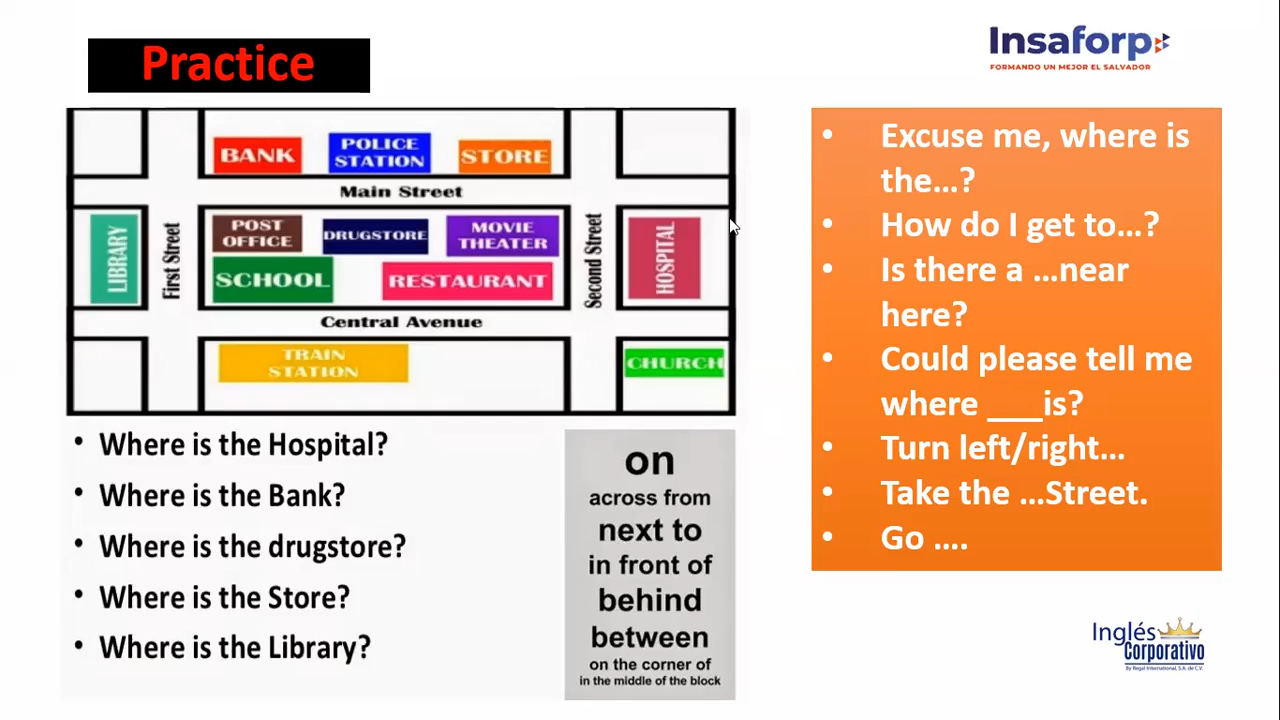 Practice
Insaforp
FORMANDO UN MEJOR EL SALVADOR
BANK
POLICE
STATION
STORE
Main Street
LIBRARY
First Street
POST
OFFICE
DRUGSTORE
MOVIE
THEATER
SCHOOL
RESTAURANT
Second Street
HOSPITAL
Central Avenue
TRAIN
STATION
CHURCH
• Where is the Hospital?
• Where is the Bank?
• Where is the drugstore?
• Where is the Store?
• Where is the Library?
on
across from
next to
in front of
behind
between
on the corner of
in the middle of the block
• Excuse me, where is
the...?
• How do I get to...?
• Is there a ...near
here?
• Could please tell me
where ___is?
• Turn left/right...
• Take the ...Street.
• Go ....
Inglés
Corporativo
By Regal International, S.A. de C.V.